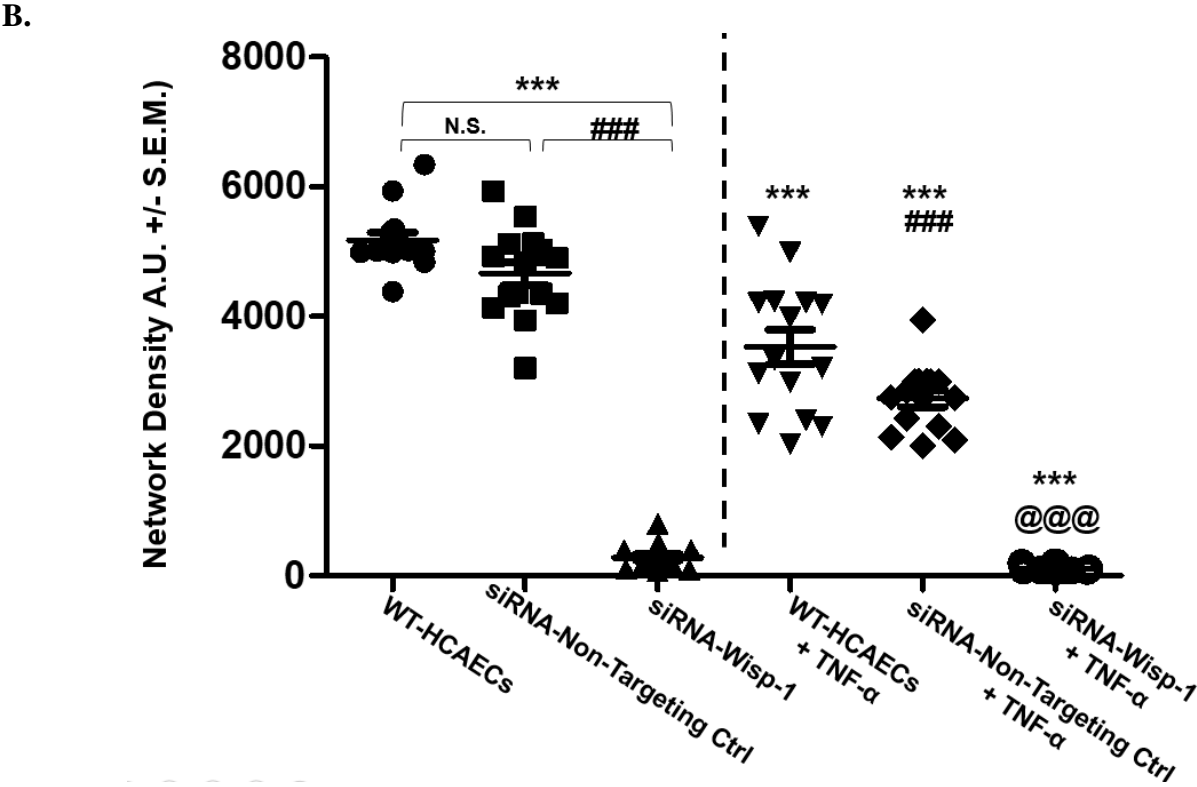 B.
Network Density A.U. +/- S.E.M.)
8000
6000
4000
2000
0
***
N.S.
###
***
***
###
***
@@@
WT-HCAECs
siRNA-Non-Targeting Ctrl
siRNA-Wisp-1
WT-HCAECs
+ TNF-α
siRNA-Non-Targeting Ctrl
+ TNF-α
siRNA-Wisp-1
+ TNF-α